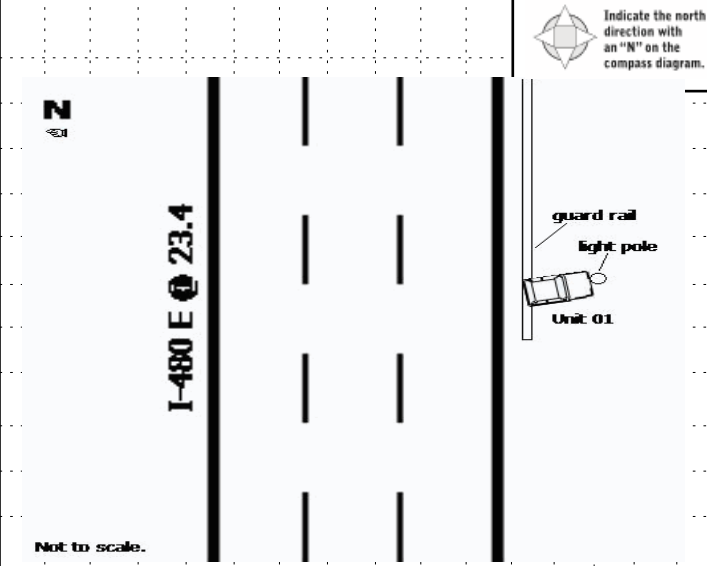 Indicate the north
direction with
an "N" on the
compass diagram.
N
I-480 E @ 23.4
guard rail
light pole
Unit 01
Not to scale.